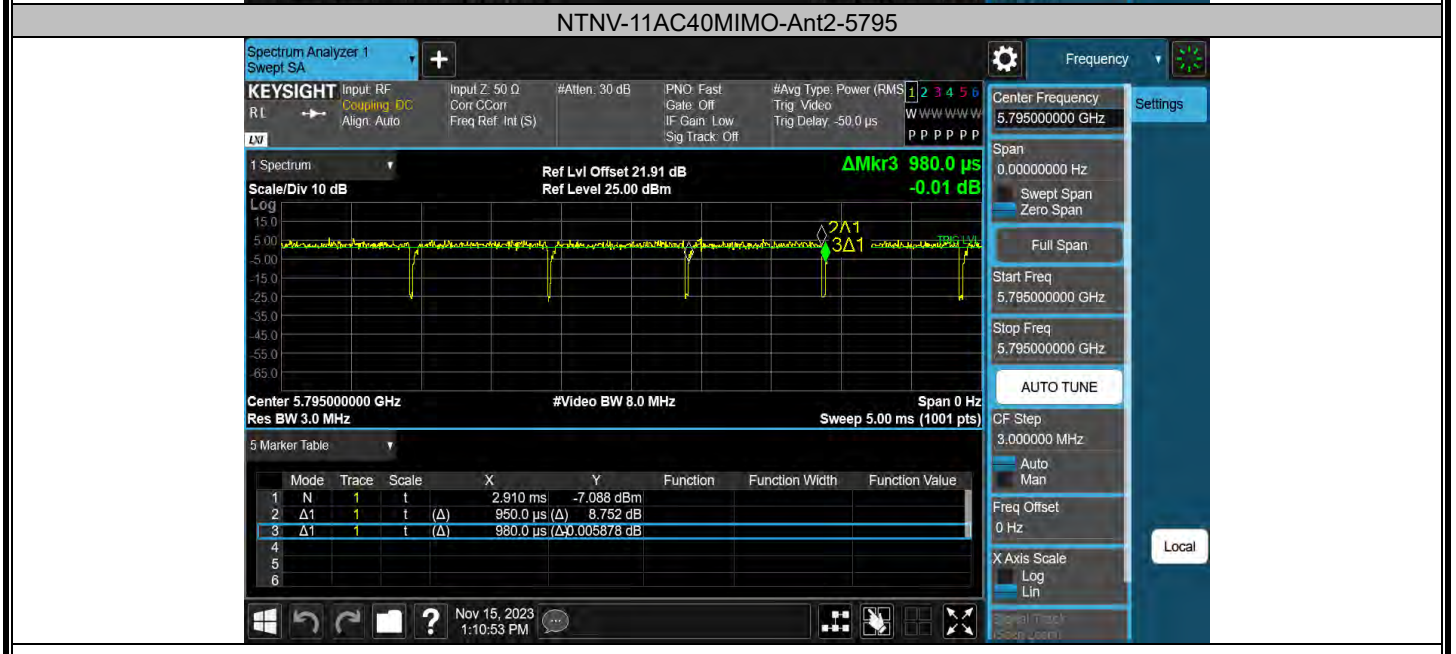 NTNV-11AC40MIMO-Ant2-5795
Spectrum Analyzer 1
Swept SA
+
Frequency
KEYSIGHT
RL
LXI
Input: RF
Coupling: DC
Align: Auto
Input Z: 50 Ω
Corr CCorr
Freq Ref: Int (S)
#Atten: 30 dB
PNO: Fast
Gate: Off
IF Gain: Low
Sig Track: Off
#Avg Type: Power (RMS
Trig: Video
Trig Delay: -50.0 µs
1 2 3 4 5 6
W W W W W W
P P P P P P
1 Spectrum
Scale/Div 10 dB
Log
Ref Lvl Offset 21.91 dB
Ref Level 25.00 dBm
ΔMkr3 980.0 µs
-0.01 dB
15.0
5.00
-5.00
-15.0
-25.0
-35.0
-45.0
-55.0
-65.0
2Δ1
3Δ1
TRIG LVL
Center 5.795000000 GHz
Res BW 3.0 MHz
#Video BW 8.0 MHz
Span 0 Hz
Sweep 5.00 ms (1001 pts)
5 Marker Table
Mode Trace Scale X Y Function Function Width Function Value
1 N 1 t 2.910 ms -7.088 dBm
2 Δ1 1 t (Δ) 950.0 µs (Δ) 8.752 dB
3 Δ1 1 t (Δ) 980.0 µs (Δ) -0.005878 dB
4
5
6
?
Nov 15, 2023
1:10:53 PM
Center Frequency
5.795000000 GHz
Span
0.00000000 Hz
Swept Span
Zero Span
Full Span
Start Freq
5.795000000 GHz
Stop Freq
5.795000000 GHz
AUTO TUNE
CF Step
3.000000 MHz
Auto
Man
Freq Offset
0 Hz
X Axis Scale
Log
Lin
Signal Track
(Span Zoom)
Settings
Local